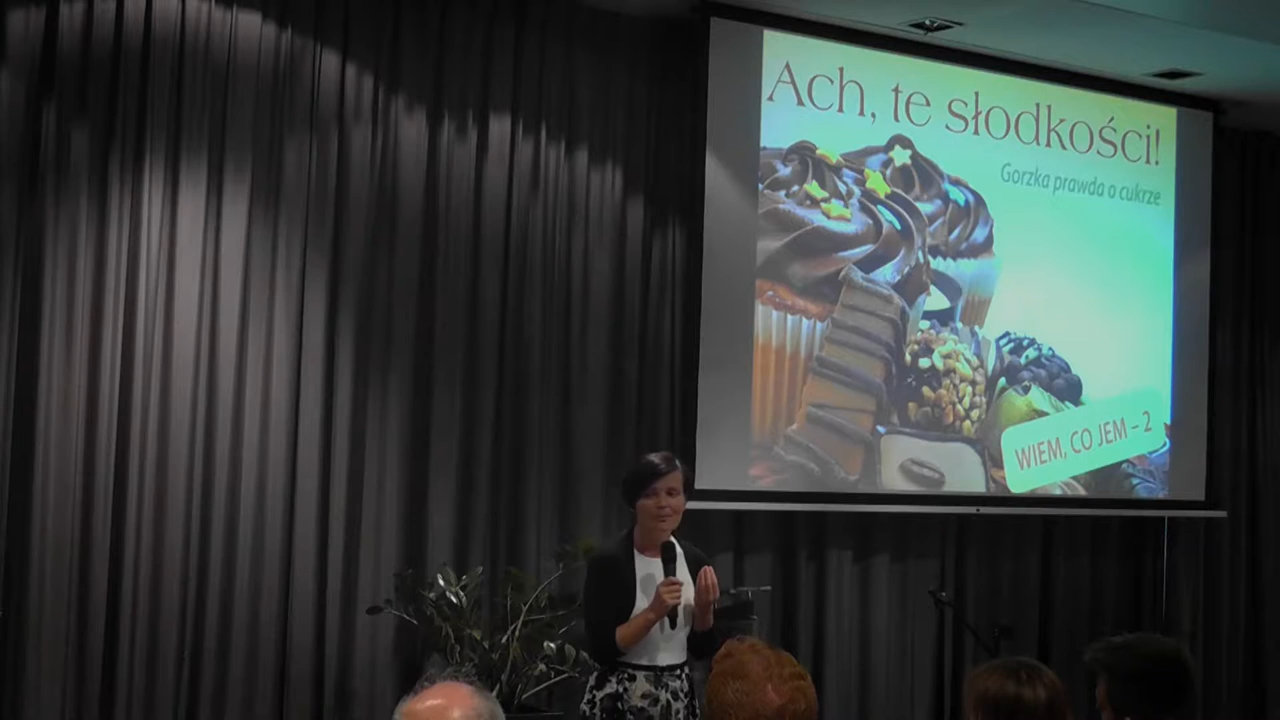 Ach, te słodkości!
Gorzka prawda o cukrze
WIEM, CO JEM – 2